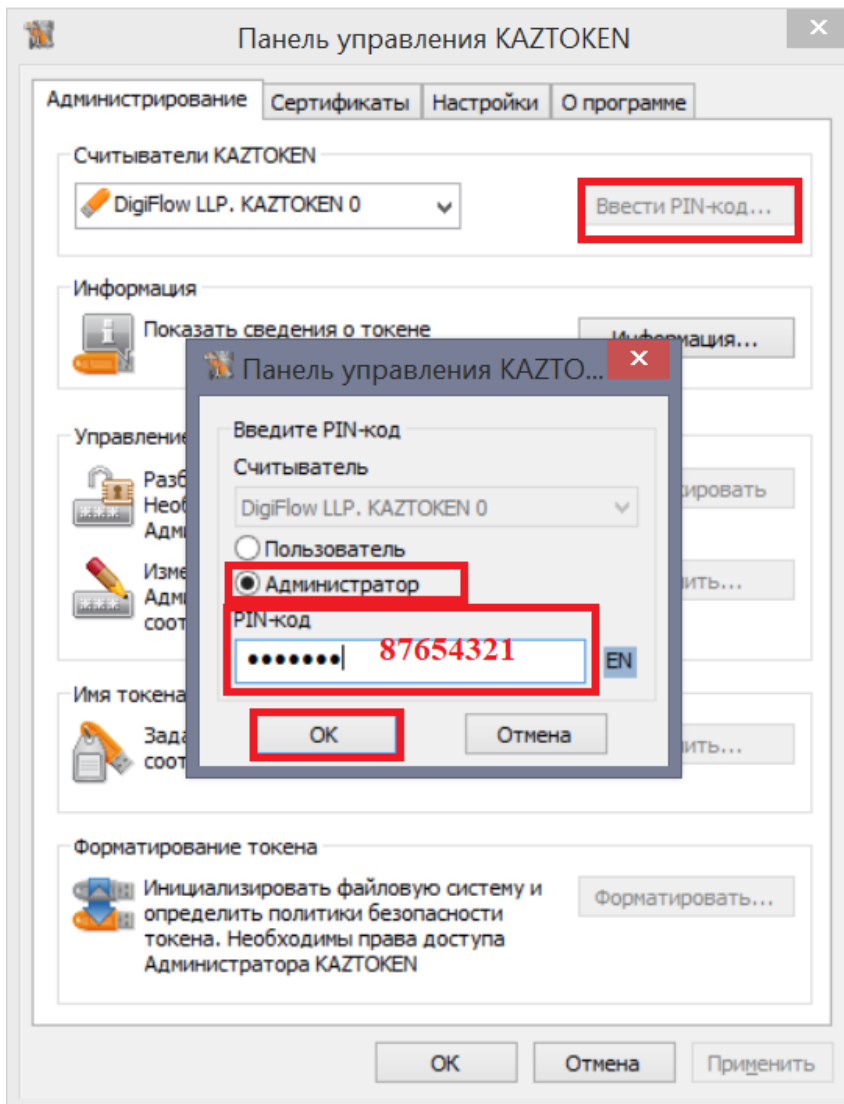 Панель управления KAZTOKEN
Администрирование Сертификаты Настройки О программе
Считыватели KAZTOKEN
DigiFlow LLP. KAZTOKEN 0
Ввести PIN-код...
Информация
Показать сведения о токене
Панель управления KAZTO...
Введите PIN-код
Считыватель
DigiFlow LLP. KAZTOKEN 0
Пользователь
Администратор
PIN-код
87654321
EN
ОК
Отмена
Управление
Имя токена
Форматирование токена
Инициализировать файловую систему и
определить политики безопасности
токена. Необходимы права доступа
Администратора KAZTOKEN
Форматировать...
ОК
Отмена
Применить